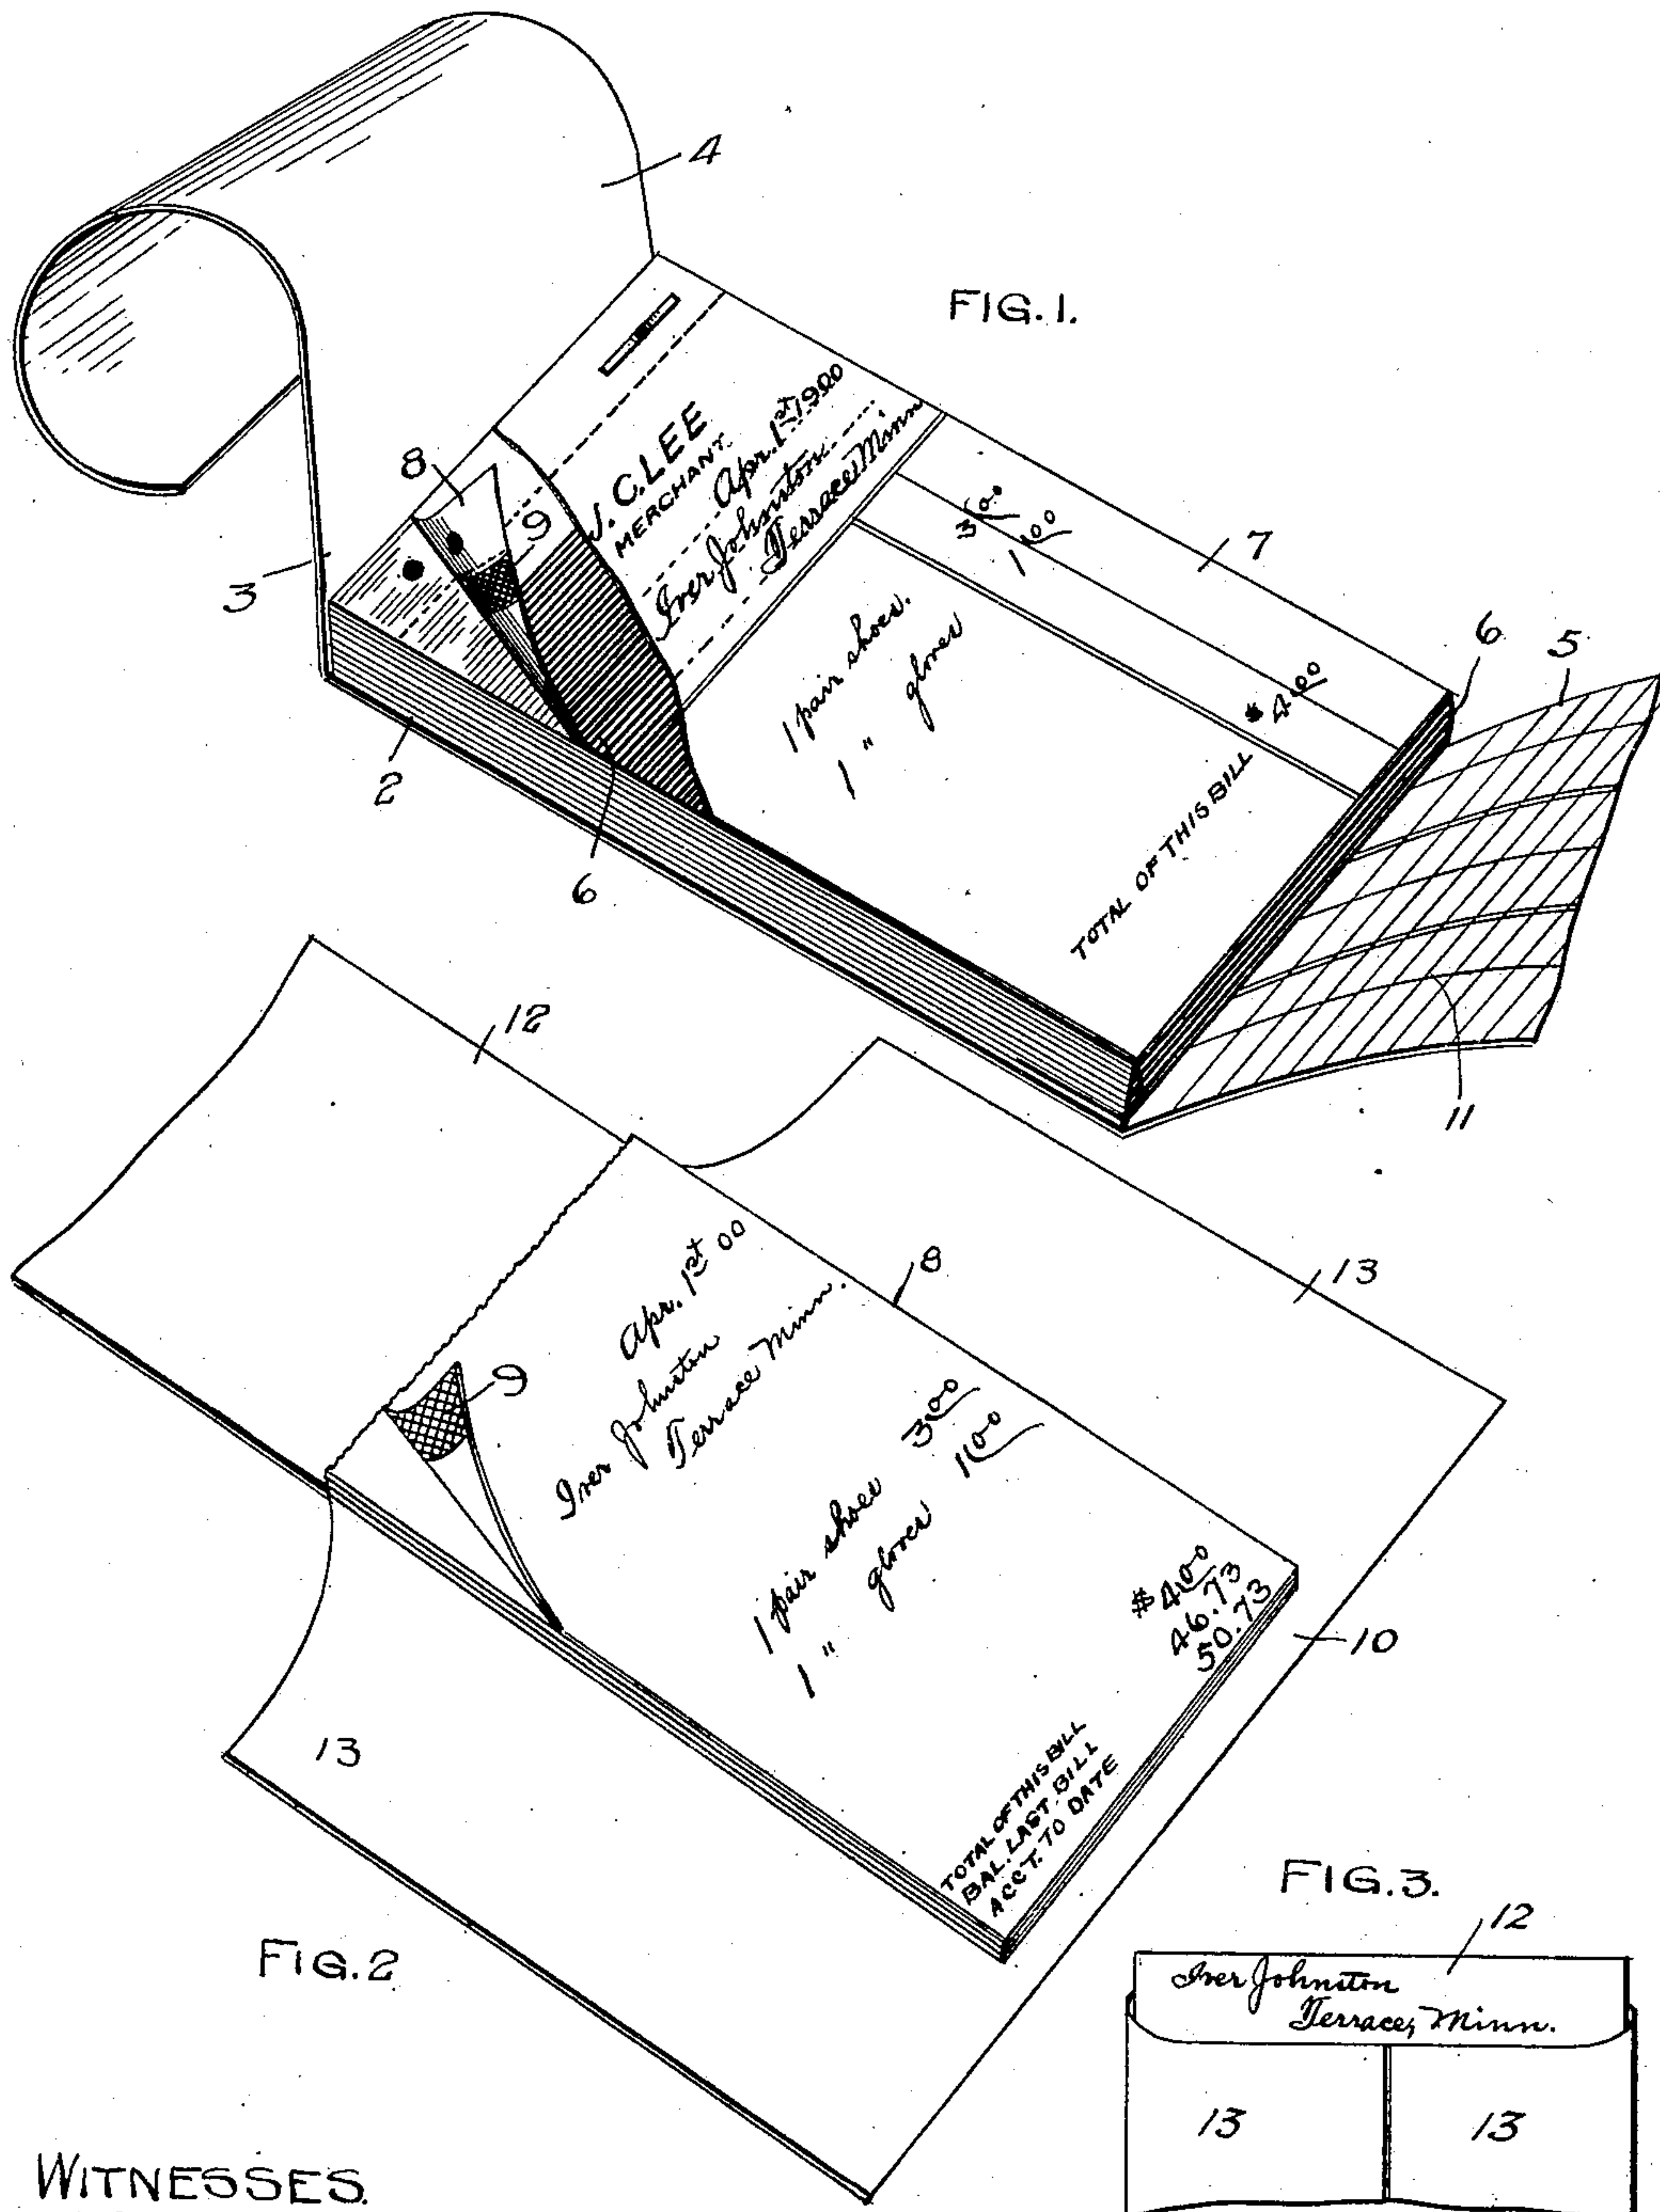 4
FIG. 1.
J. C. LEE
MERCHANT.
Apr. 1st 1900
Iver Johnston
Terrace Minn
8
9
3
7
3.00
1.00
1 pair shoes.
1 " gloves
6
5
$ 4.00
TOTAL OF THIS BILL
2
6
11
12
8
13
9
Apr. 1st 00
Iver Johnston
Terrace Minn.
1 pair shoes 3.00
1 " gloves 1.00
$4.00
46.73
50.73
10
13
TOTAL OF THIS BILL
BAL. LAST. BILL
ACCT. TO DATE
FIG. 2
FIG. 3.
12
Iver Johnston
Terrace, Minn.
13 13
WITNESSES.